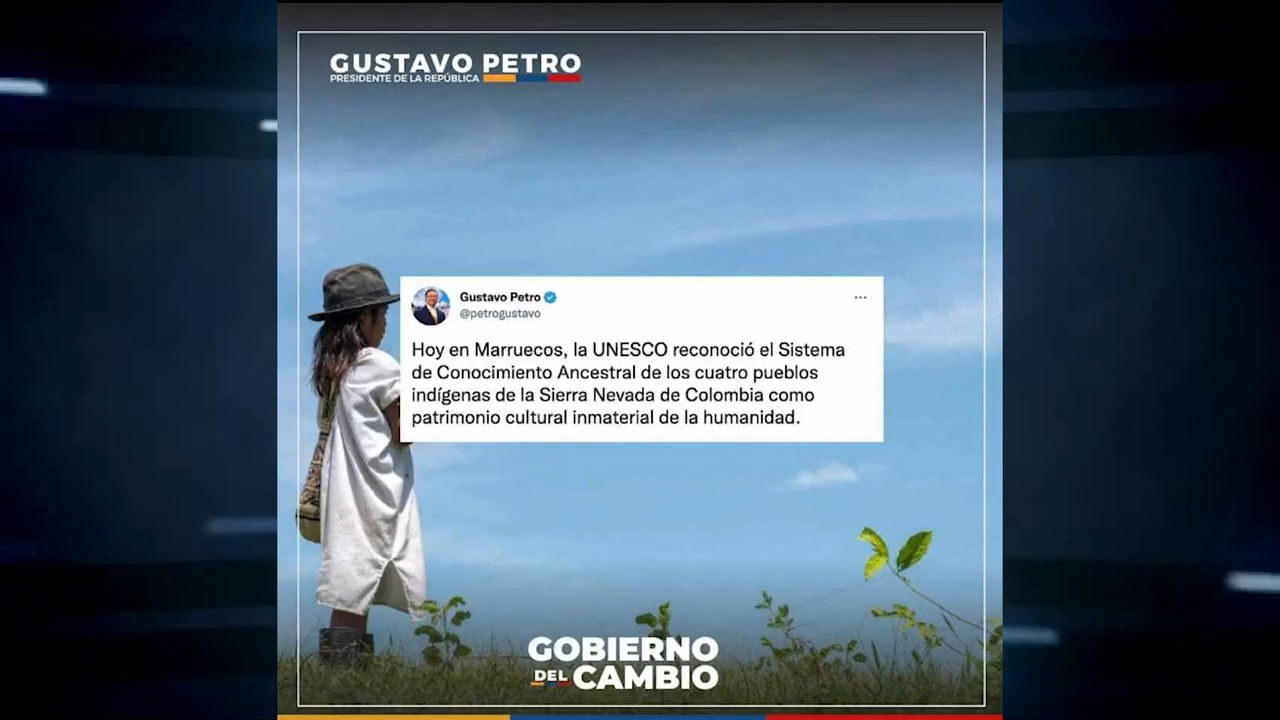 GUSTAVO PETRO
PRESIDENTE DE LA REPÚBLICA
Gustavo Petro
@petrogustavo
Hoy en Marruecos, la UNESCO reconoció el Sistema
de Conocimiento Ancestral de los cuatro pueblos
indígenas de la Sierra Nevada de Colombia como
patrimonio cultural inmaterial de la humanidad.
GOBIERNO
DEL CAMBIO